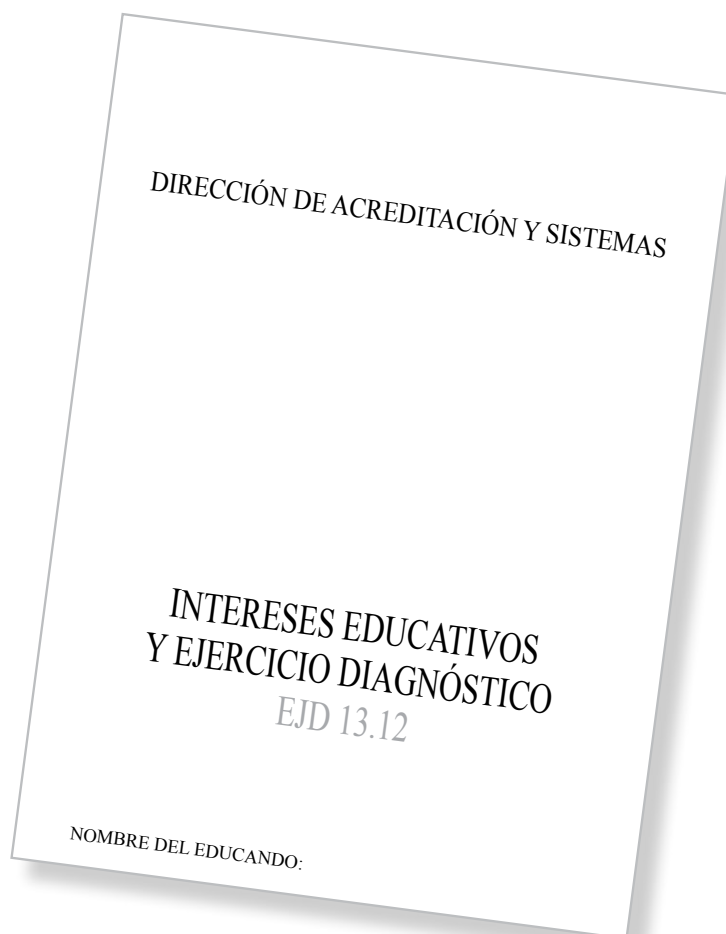 DIRECCIÓN DE ACREDITACIÓN Y SISTEMAS
INTERESES EDUCATIVOS
Y EJERCICIO DIAGNÓSTICO
EJD 13.12
NOMBRE DEL EDUCANDO: